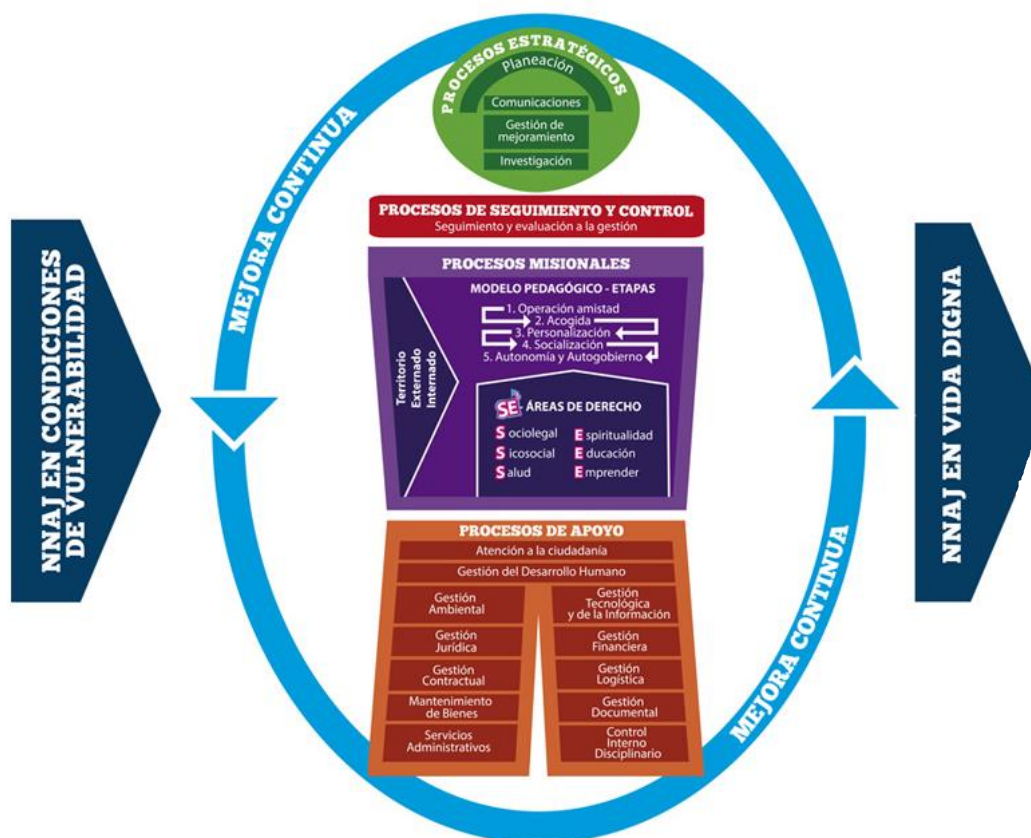 PROCESOS ESTRATÉGICOS
Planeación
Comunicaciones
Gestión de
mejoramiento
Investigación
MEJORA CONTINUA
PROCESOS DE SEGUIMIENTO Y CONTROL
Seguimiento y evaluación a la gestión
NNAJ EN CONDICIONES
DE VULNERABILIDAD
PROCESOS MISIONALES
MODELO PEDAGÓGICO - ETAPAS
1. Operación amistad
2. Acogida
3. Personalización
4. Socialización
5. Autonomía y Autogobierno
Territorio
Externado
Internado
SE ÁREAS DE DERECHO
Sociolegal
Espiritualidad
Sicosocial
Educación
Salud
Emprender
NNAJ EN VIDA DIGNA
PROCESOS DE APOYO
Atención a la ciudadanía
Gestión del Desarrollo Humano
Gestión
Ambiental
Gestión
Tecnológica
y de la Información
Gestión
Jurídica
Gestión
Financiera
Gestión
Contractual
Gestión
Logística
Mantenimiento
de Bienes
Gestión
Documental
Servicios
Administrativos
Control
Interno
Disciplinario
MEJORA CONTINUA